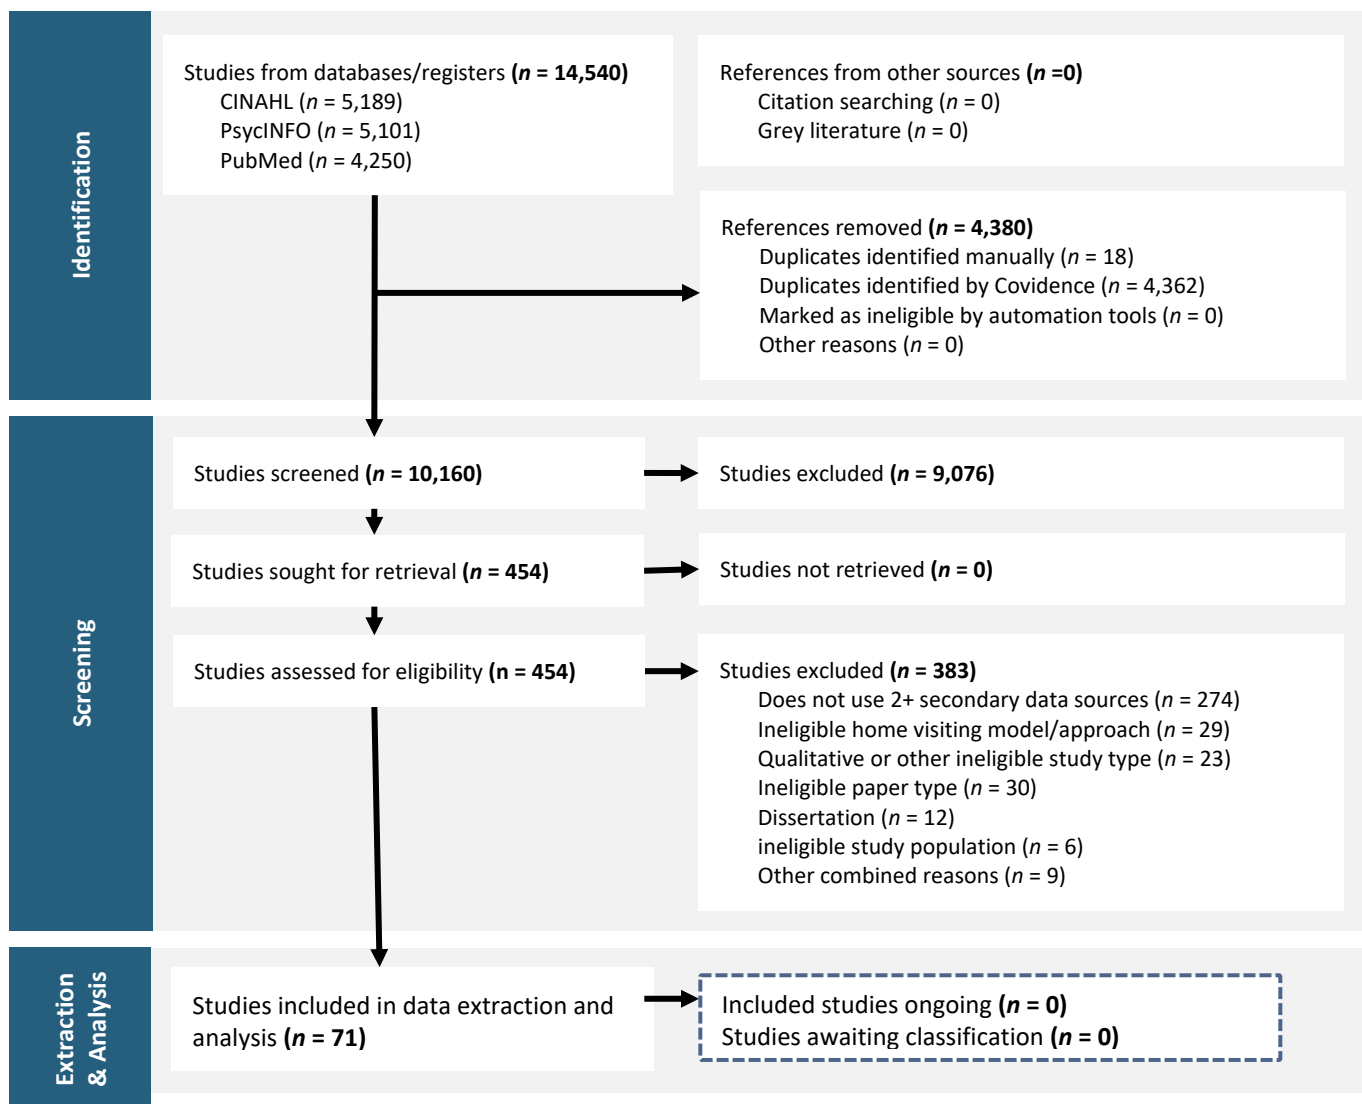 Identification
Studies from databases/registers (n = 14,540)
CINAHL (n = 5,189)
PsycINFO (n = 5,101)
PubMed (n = 4,250)
References from other sources (n =0)
Citation searching (n = 0)
Grey literature (n = 0)
References removed (n = 4,380)
Duplicates identified manually (n = 18)
Duplicates identified by Covidence (n = 4,362)
Marked as ineligible by automation tools (n = 0)
Other reasons (n = 0)
Screening
Studies screened (n = 10,160)
Studies excluded (n = 9,076)
Studies sought for retrieval (n = 454)
Studies not retrieved (n = 0)
Studies assessed for eligibility (n = 454)
Studies excluded (n = 383)
Does not use 2+ secondary data sources (n = 274)
Ineligible home visiting model/approach (n = 29)
Qualitative or other ineligible study type (n = 23)
Ineligible paper type (n = 30)
Dissertation (n = 12)
ineligible study population (n = 6)
Other combined reasons (n = 9)
Extraction
& Analysis
Studies included in data extraction and
analysis (n = 71)
Included studies ongoing (n = 0)
Studies awaiting classification (n = 0)